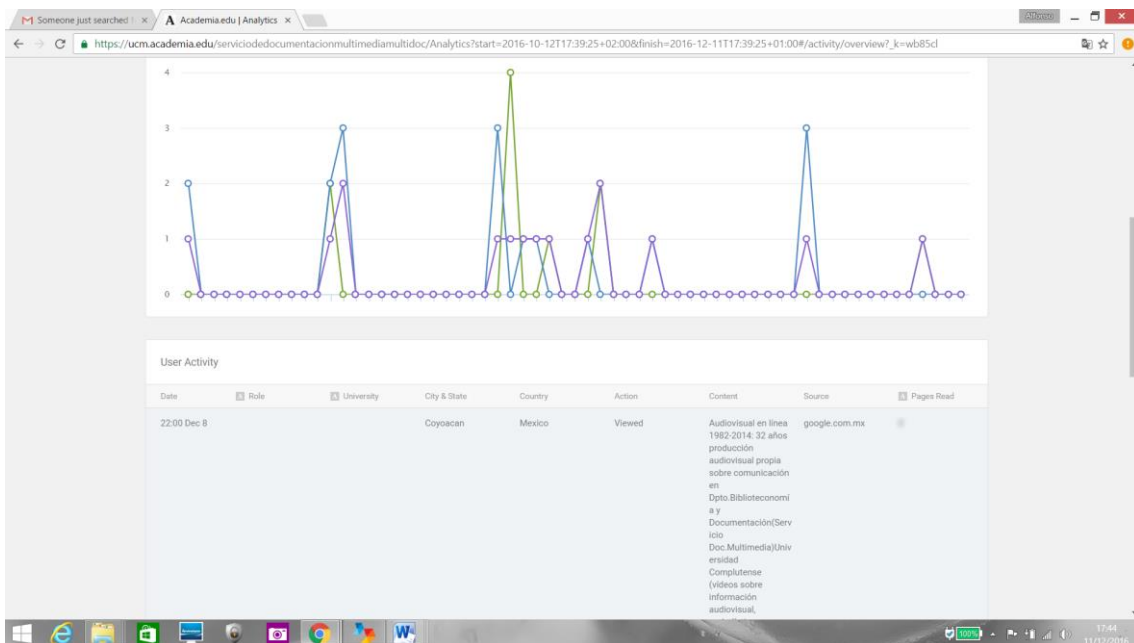 Someone just searched
Academia.edu | Analytics
Alfonso
https://ucm.academia.edu/serviciodedocumentacionmultimediamultidoc/Analytics?start=2016-10-12T17:39:25+02:00&finish=2016-12-11T17:39:25+01:00#/activity/overview?_k=wb85cl
4
3
2
1
0
User Activity
Date Role University City & State Country Action Content Source Pages Read
22:00 Dec 8 Coyoacan Mexico Viewed Audiovisual en línea google.com.mx
1982-2014: 32 años
producción
audiovisual propia
sobre comunicación
en
Dpto.Biblioteconomí
a y
Documentación(Serv
icio
Doc.Multimedia)Univ
ersidad
Complutense
(vídeos sobre
información
audiovisual,
100%
17:44
11/12/2016